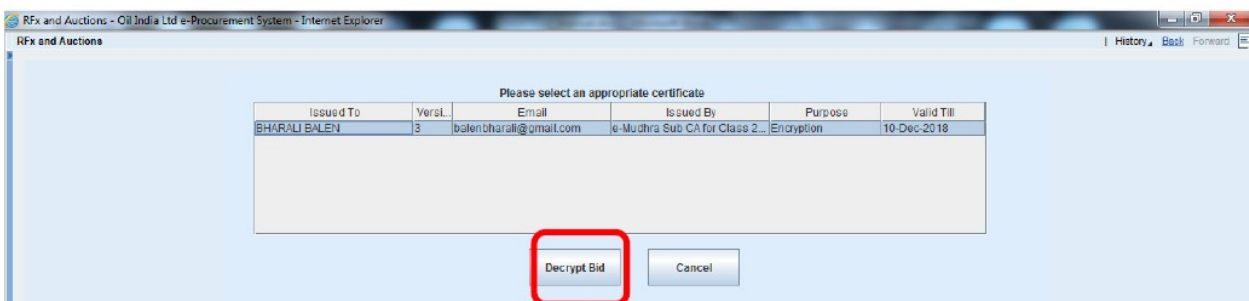 RFx and Auctions - Oil India Ltd e-Procurement System - Internet Explorer
RFx and Auctions
History Back Forward
Please select an appropriate certificate
Issued To Versi... Email Issued By Purpose Valid Till
BHARALI BALEN 3 balenbharali@gmail.com e-Mudhra Sub CA for Class 2... Encryption 10-Dec-2018
Decrypt Bid Cancel